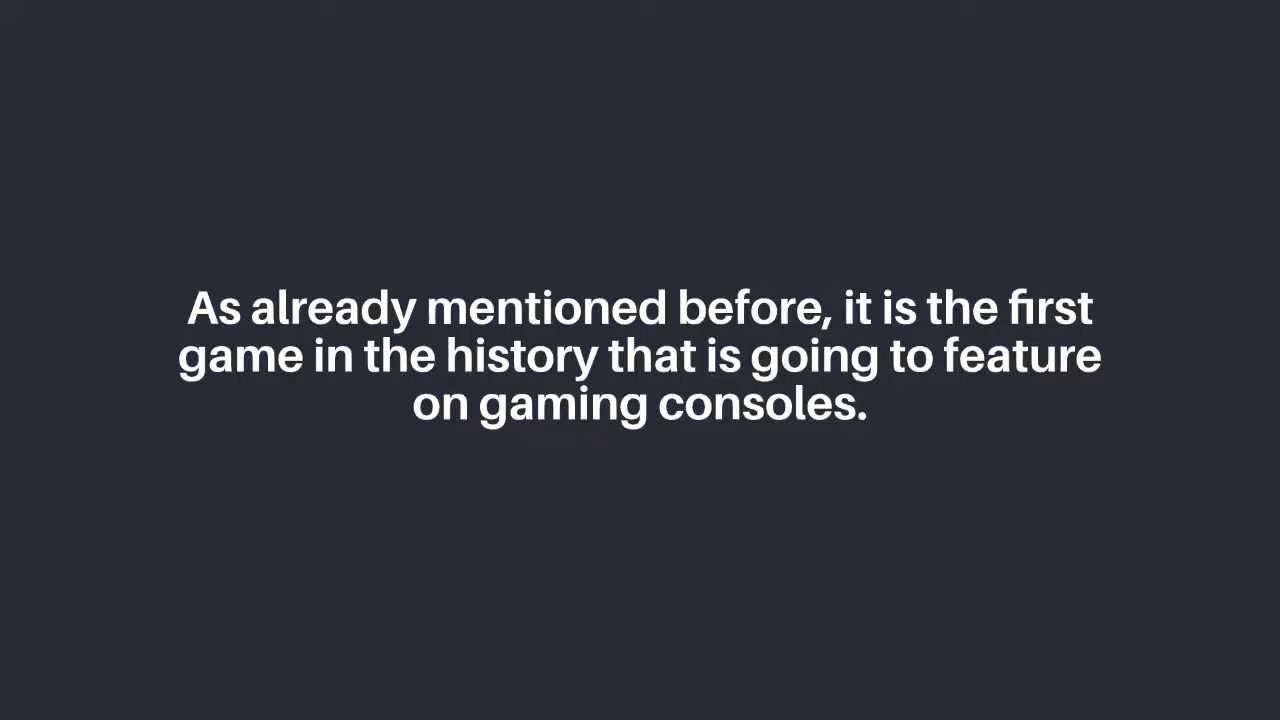 As already mentioned before, it is the first
game in the history that is going to feature
on gaming consoles.